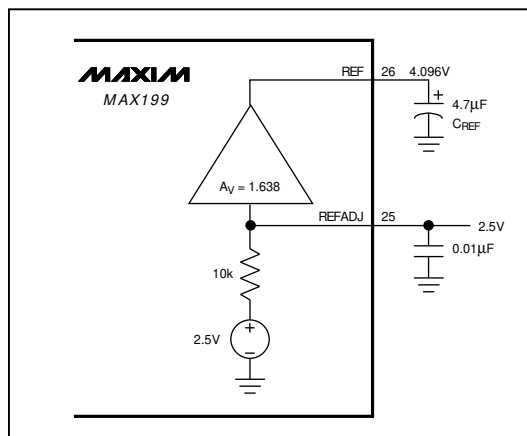 REF 26 4.096V
MAXIM
MAX199
+
4.7µF
CREF
AV = 1.638
REFADJ 25
2.5V
0.01µF
10k
+
2.5V
–